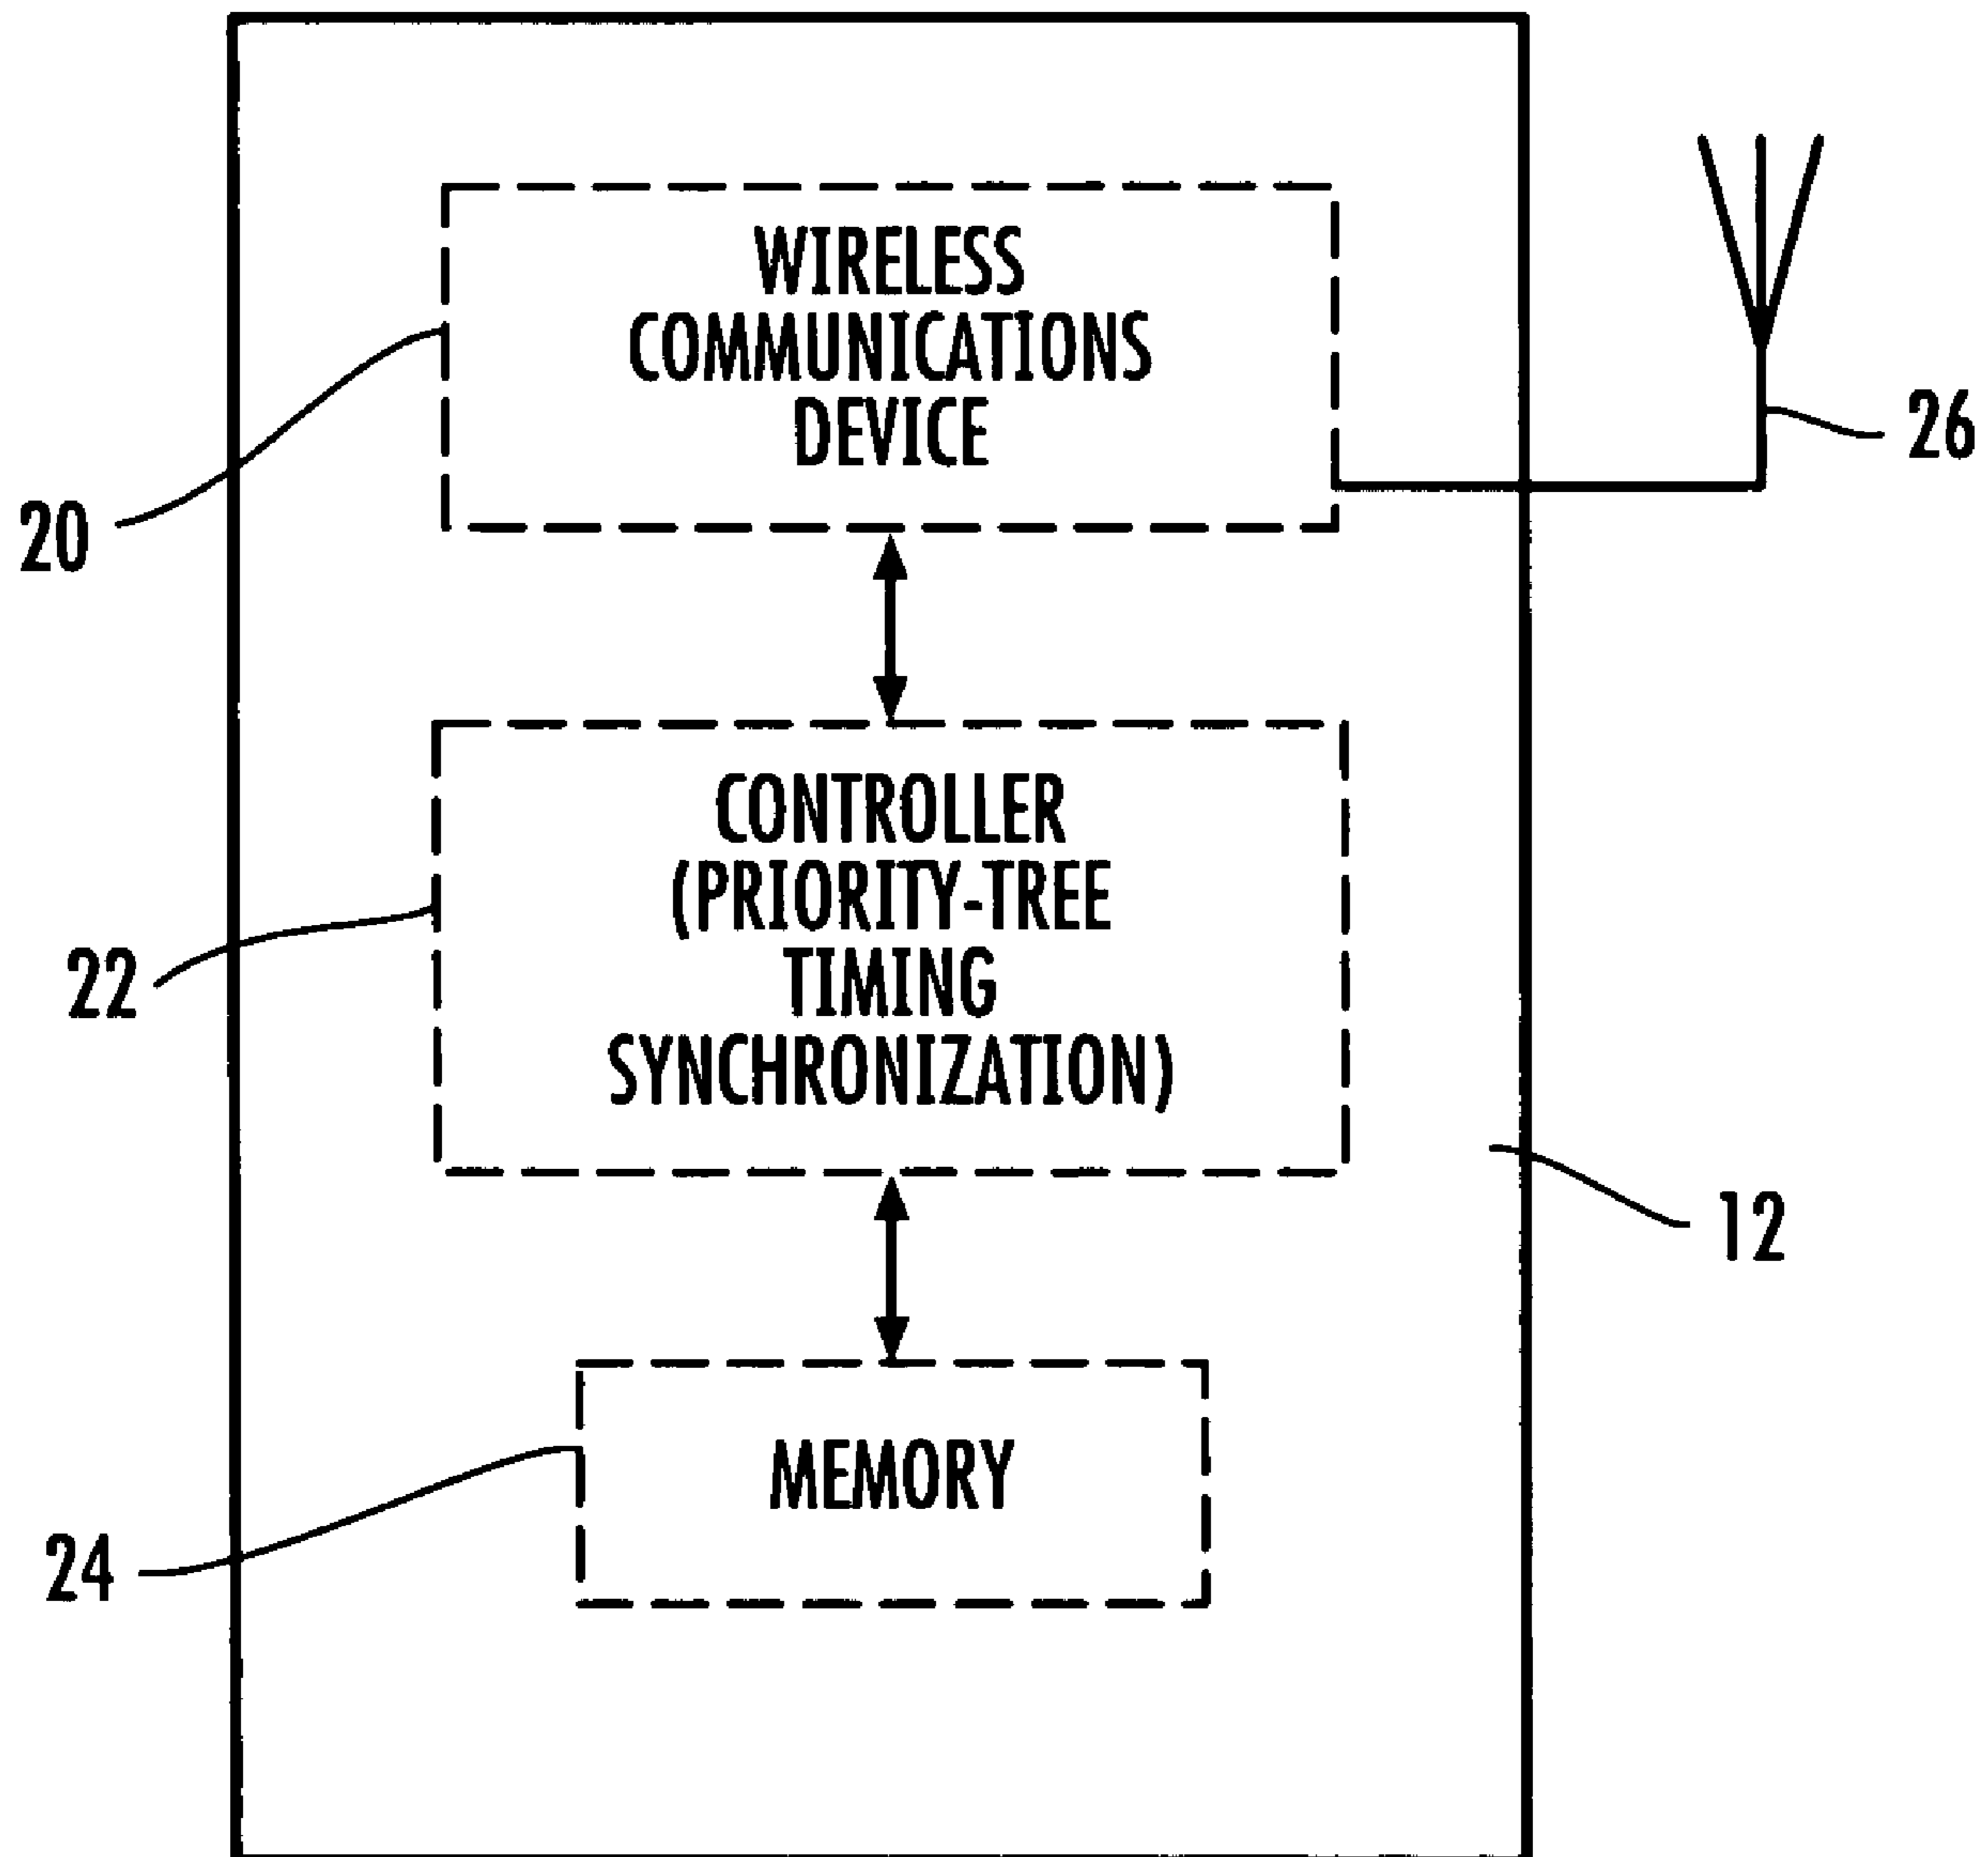 WIRELESS
COMMUNICATIONS
DEVICE
26
20
CONTROLLER
(PRIORITY-TREE
TIMING
SYNCHRONIZATION)
22
12
MEMORY
24